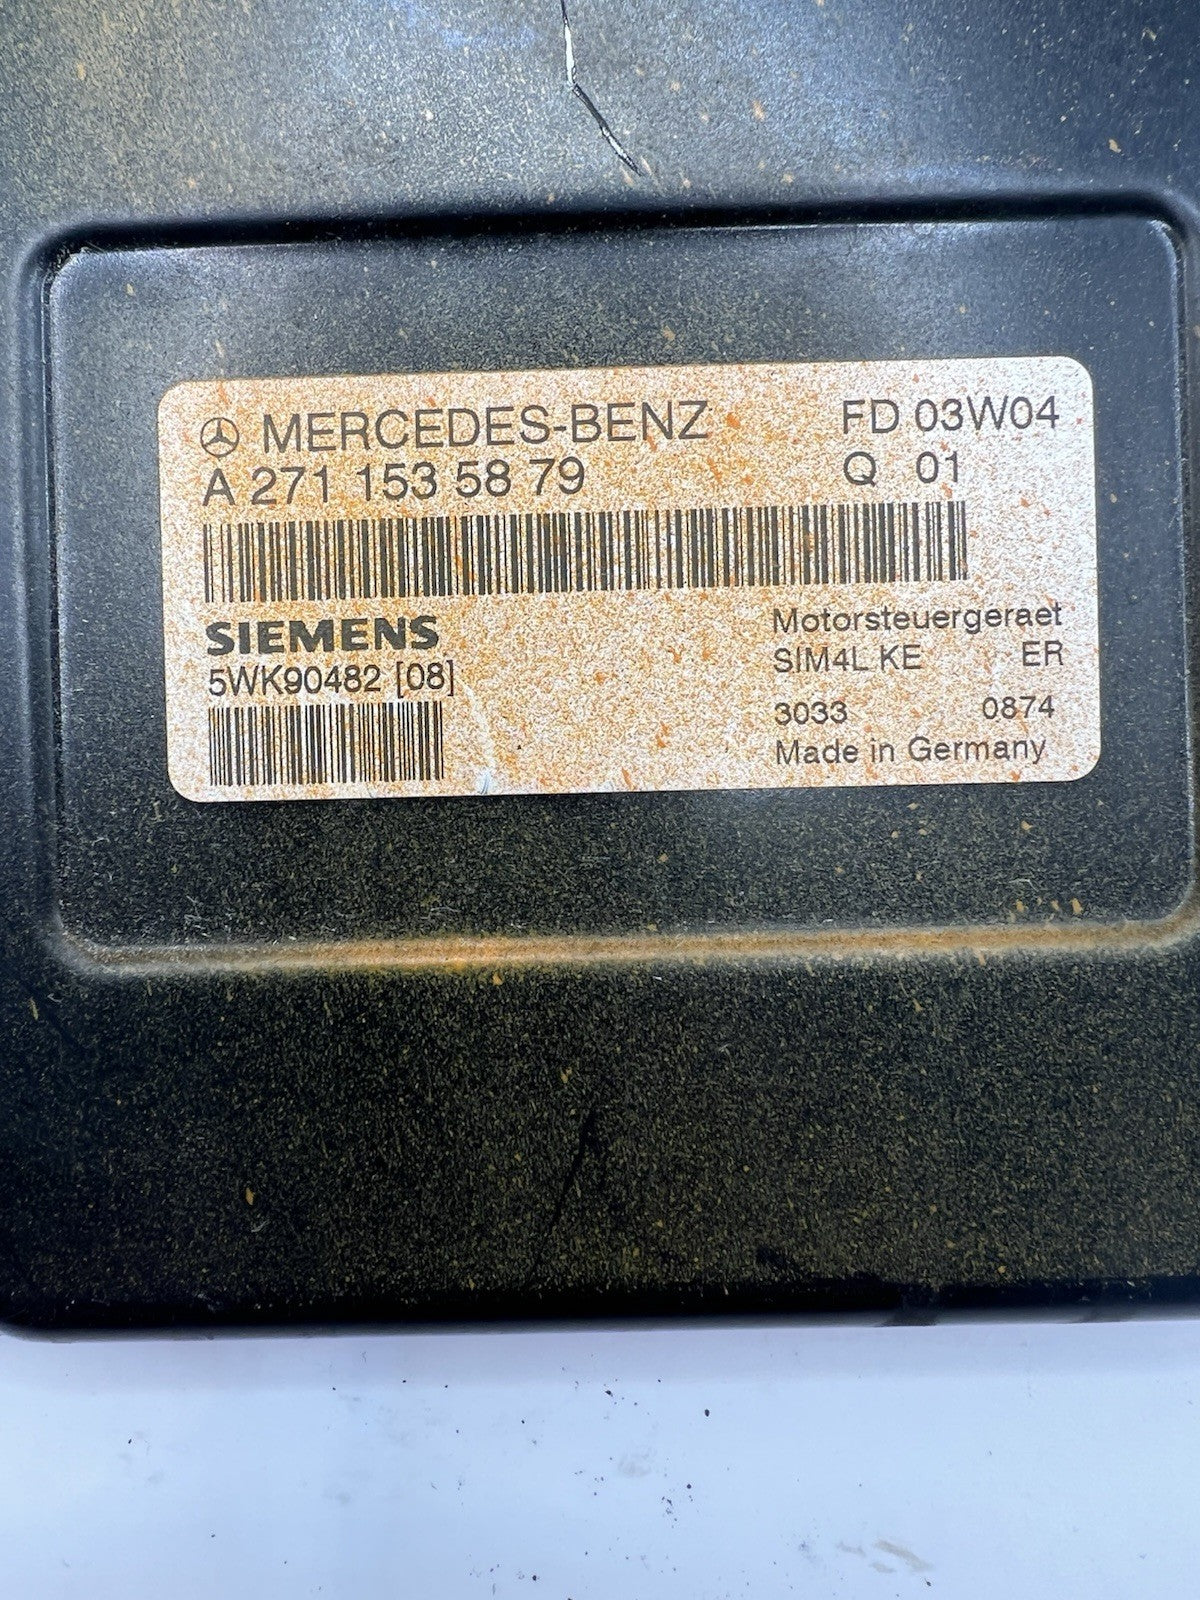 MERCEDES-BENZ FD 03W04
A 271 153 58 79 Q 01
SIEMENS
5WK90482 [08]
Motorsteuergeraet
SIM4L KE ER
3033 0874
Made in Germany